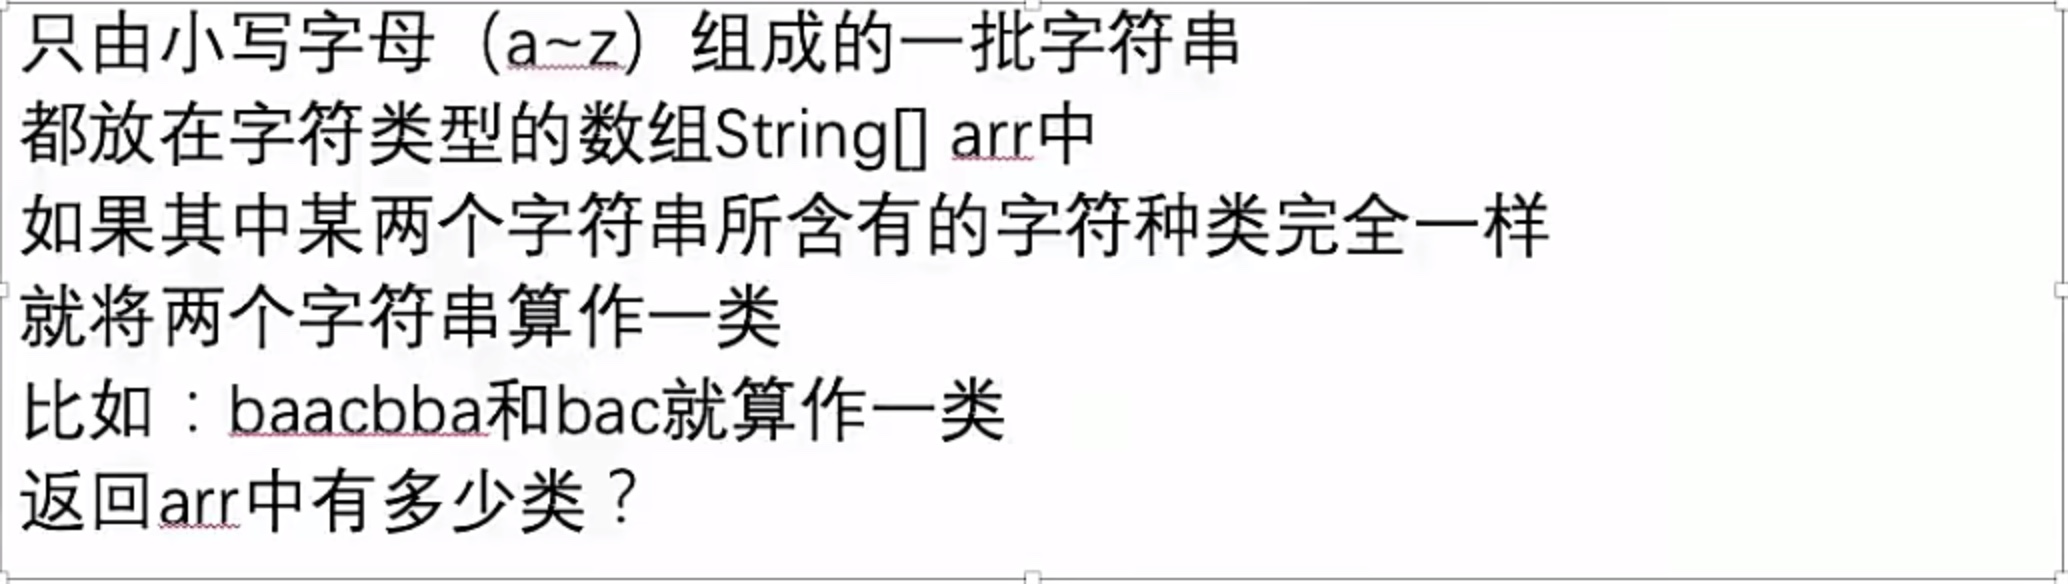 只由小写字母（a~z）组成的一批字符串
都放在字符类型的数组String[] arr中
如果其中某两个字符串所含有的字符种类完全一样
就将两个字符串算作一类
比如：baacbba和bac就算作一类
返回arr中有多少类？